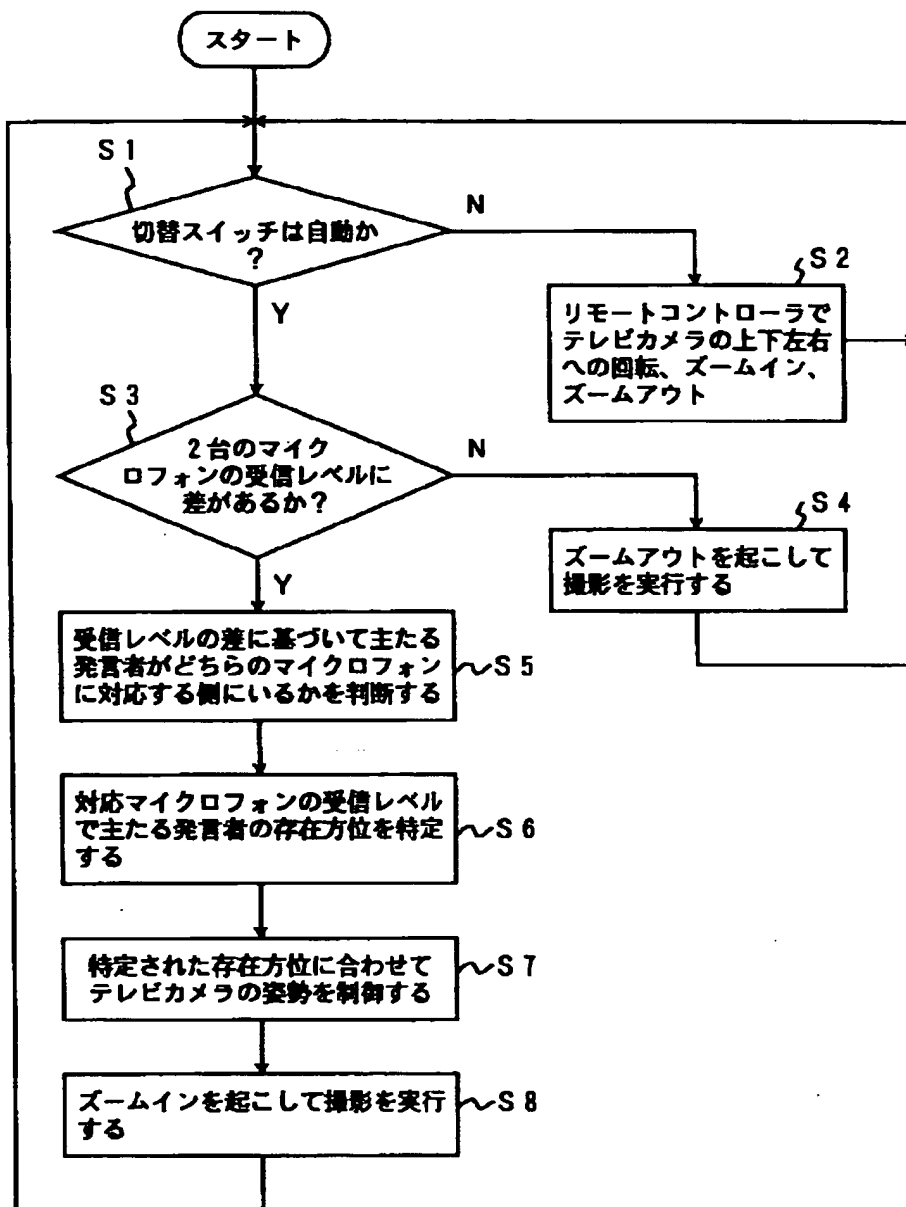 スタート
S1
切替スイッチは自動か
?
N
Y
S2
リモートコントローラで
テレビカメラの上下左右
への回転、ズームイン、
ズームアウト
S3
2台のマイク
ロフォンの受信レベルに
差があるか?
N
Y
S4
ズームアウトを起こして
撮影を実行する
受信レベルの差に基づいて主たる
発言者がどちらのマイクロフォン
に対応する側にいるかを判断する
S5
対応マイクロフォンの受信レベル
で主たる発言者の存在方位を特定
する
S6
特定された存在方位に合わせて
テレビカメラの姿勢を制御する
S7
ズームインを起こして撮影を実行
する
S8